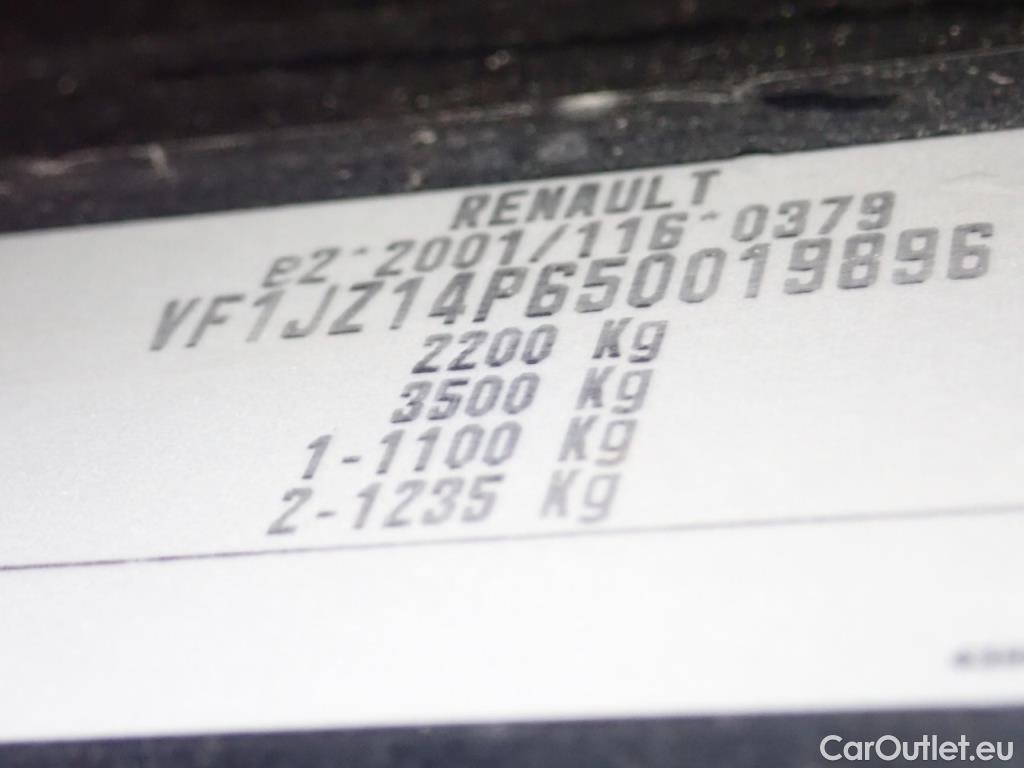 RENAULT
e2*2001/116*0379
VF1JZ14P650019896
2200 Kg
3500 Kg
1-1100 Kg
2-1235 Kg
CarOutlet.eu